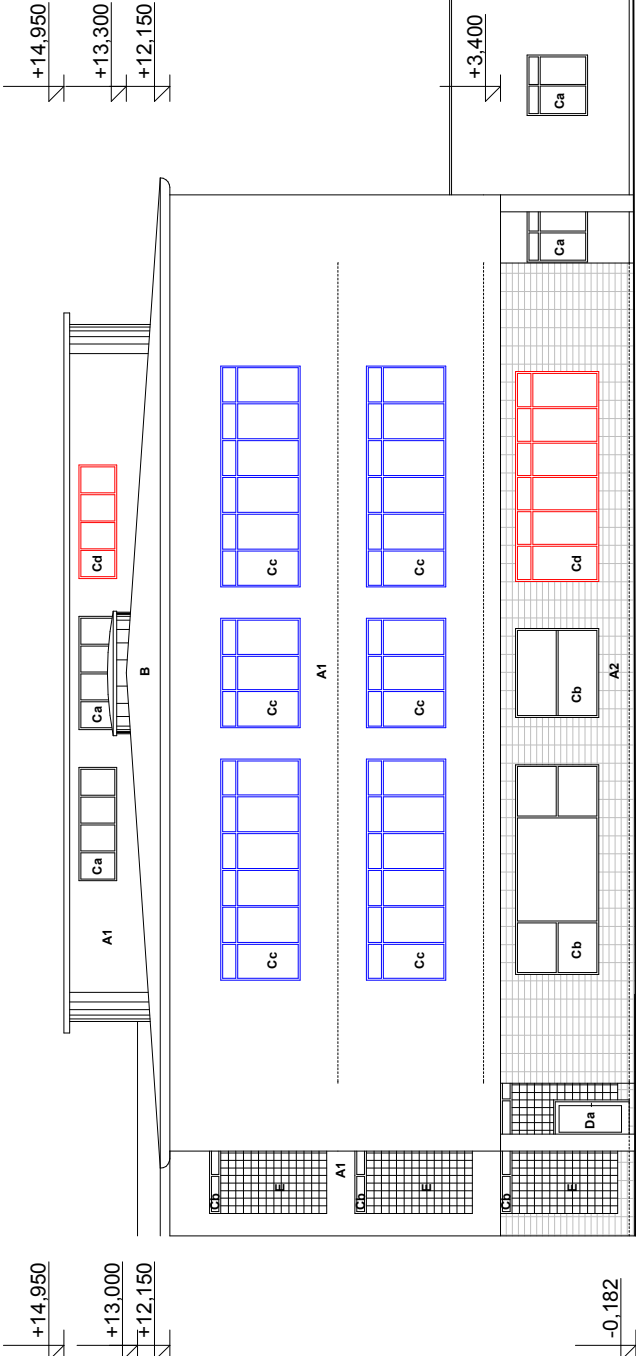 +14,950
+13,300
+12,150
+3,400
Ca
Ca
Cd
Ca
Ca
A1
B
Cc
Cc
Cc
A1
Cc
Cc
Cc
Cd
Cb
A2
Cb
Da
Cb
E
A1
Cb
E
Cb
E
+14,950
+13,000
+12,150
-0,182